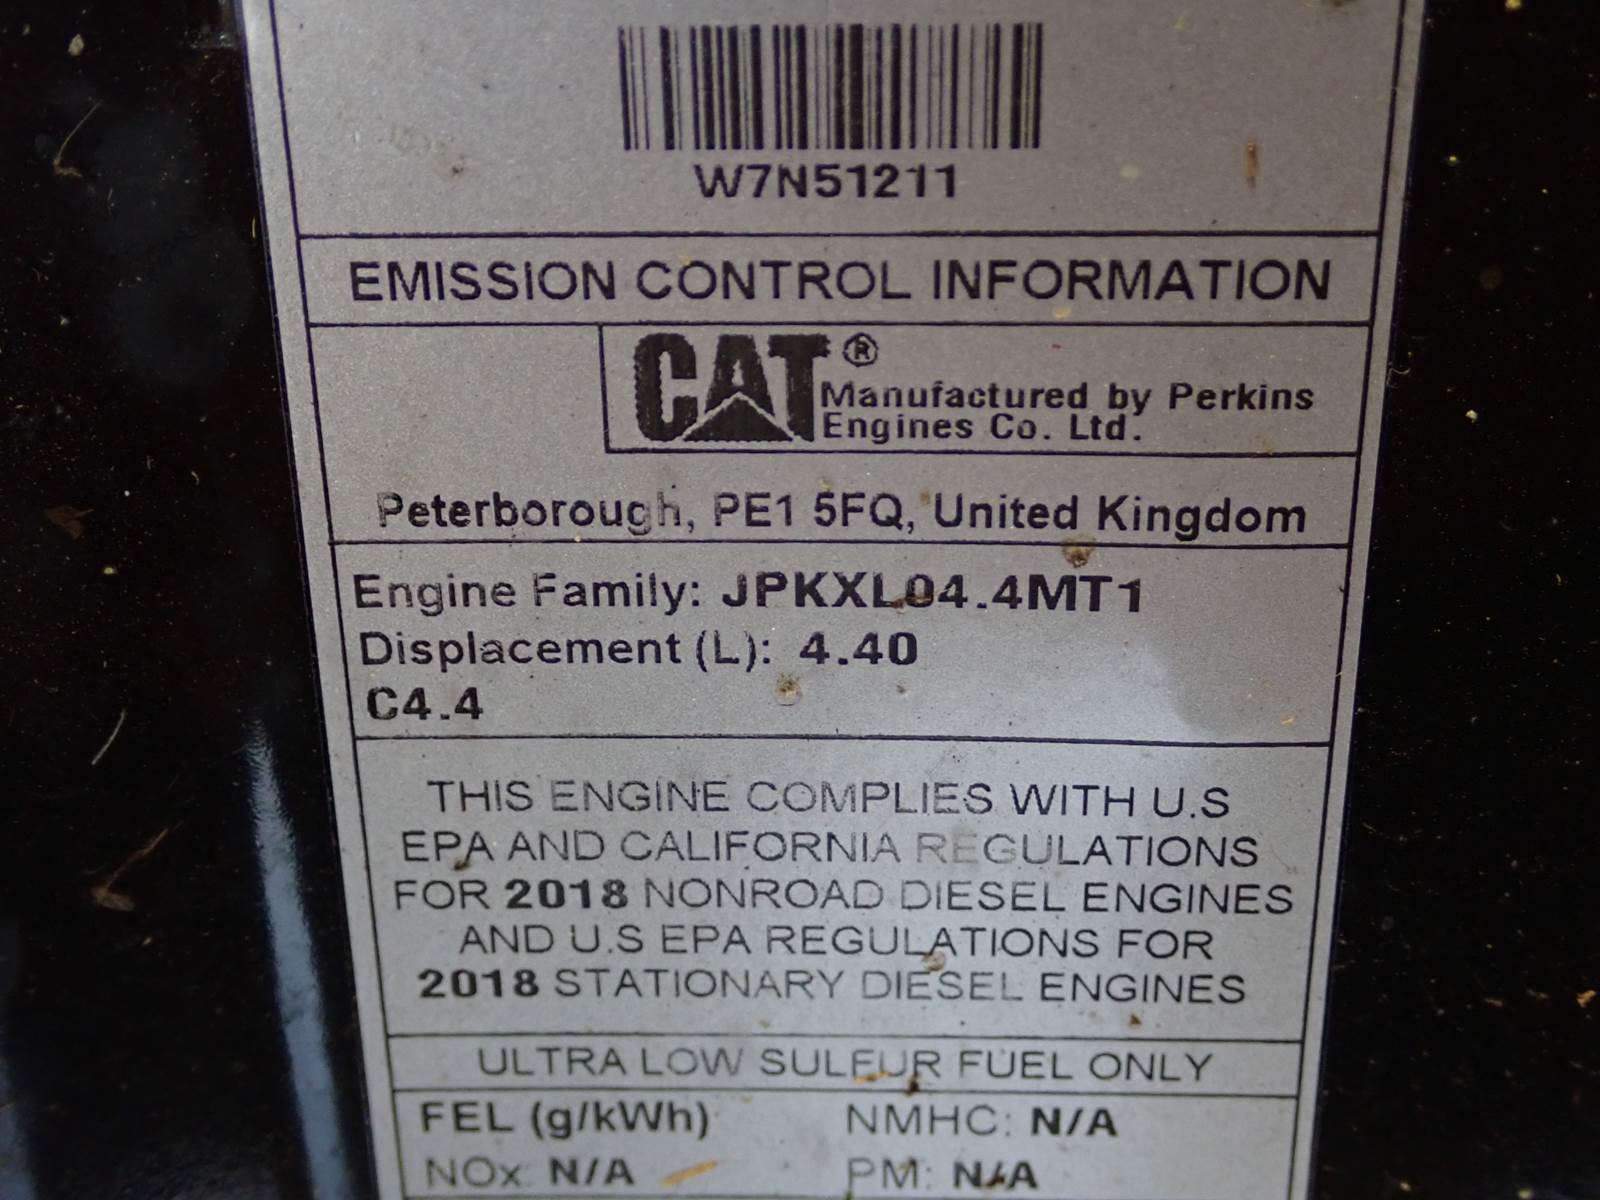 W7N51211
EMISSION CONTROL INFORMATION
CAT®
Manufactured by Perkins
Engines Co. Ltd.
Peterborough, PE1 5FQ, United Kingdom
Engine Family: JPKXL04.4MT1
Displacement (L): 4.40
C4.4
THIS ENGINE COMPLIES WITH U.S
EPA AND CALIFORNIA REGULATIONS
FOR 2018 NONROAD DIESEL ENGINES
AND U.S EPA REGULATIONS FOR
2018 STATIONARY DIESEL ENGINES
ULTRA LOW SULFUR FUEL ONLY
FEL (g/kWh) NMHC: N/A
NOx: N/A PM: N/A